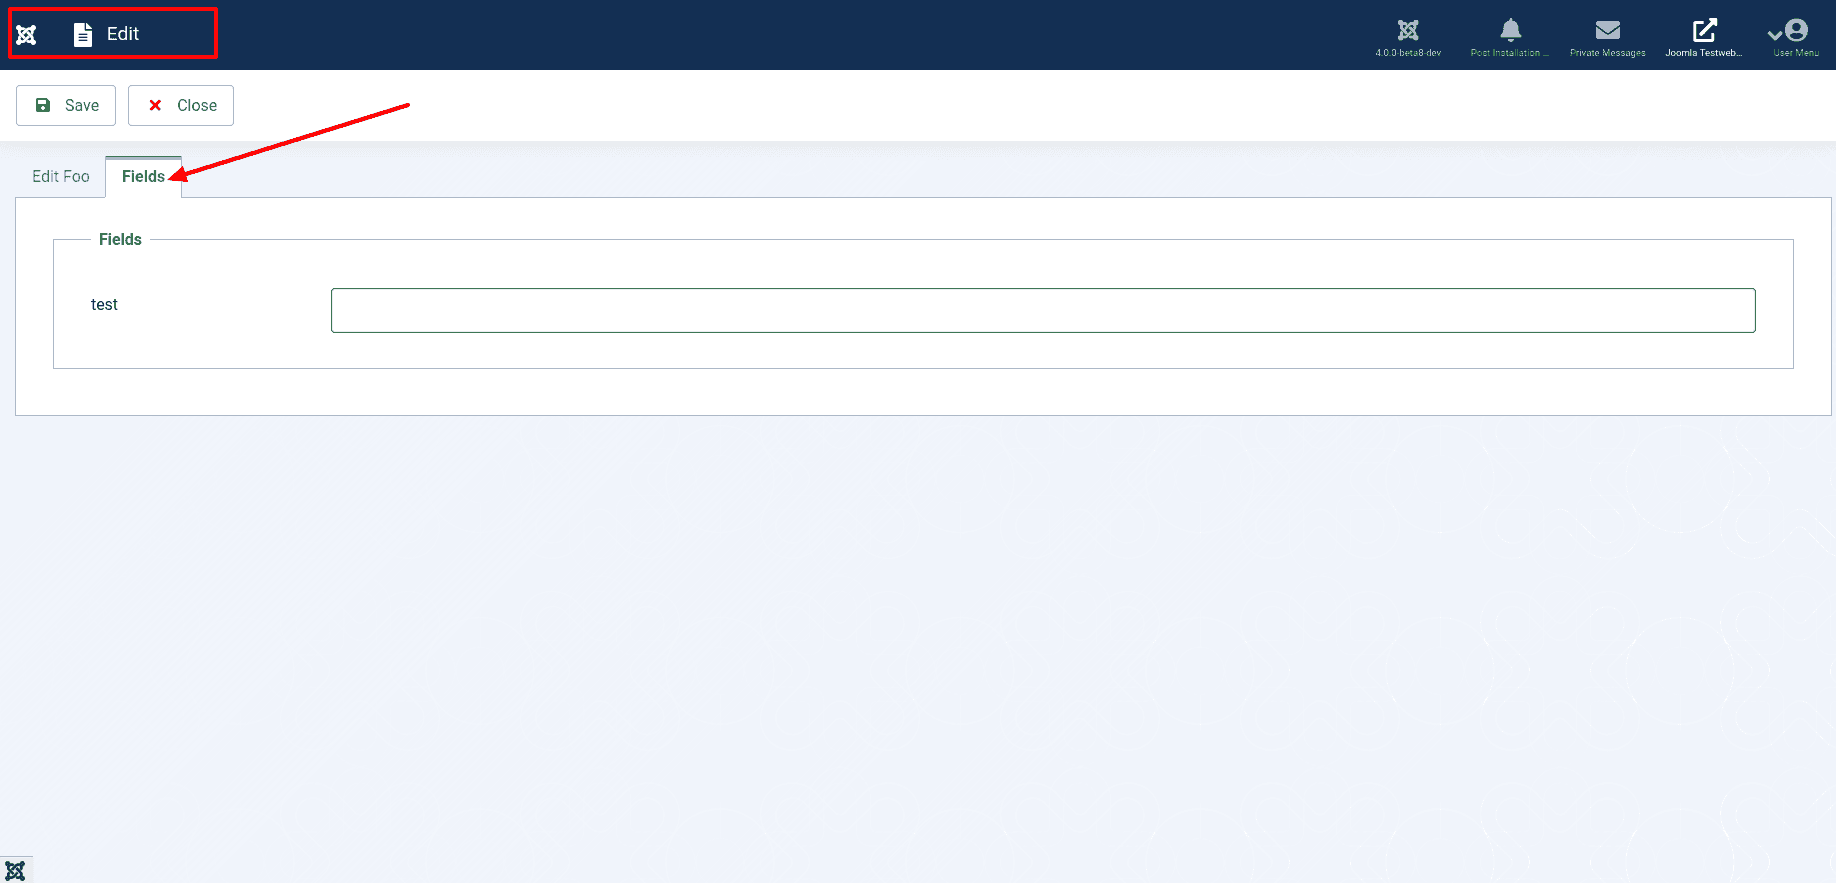 Edit
4.0.0-beta8-dev
Post Installation ...
Private Messages
Joomla Testweb...
User Menu
Save
Close
Edit Foo
Fields
Fields
test